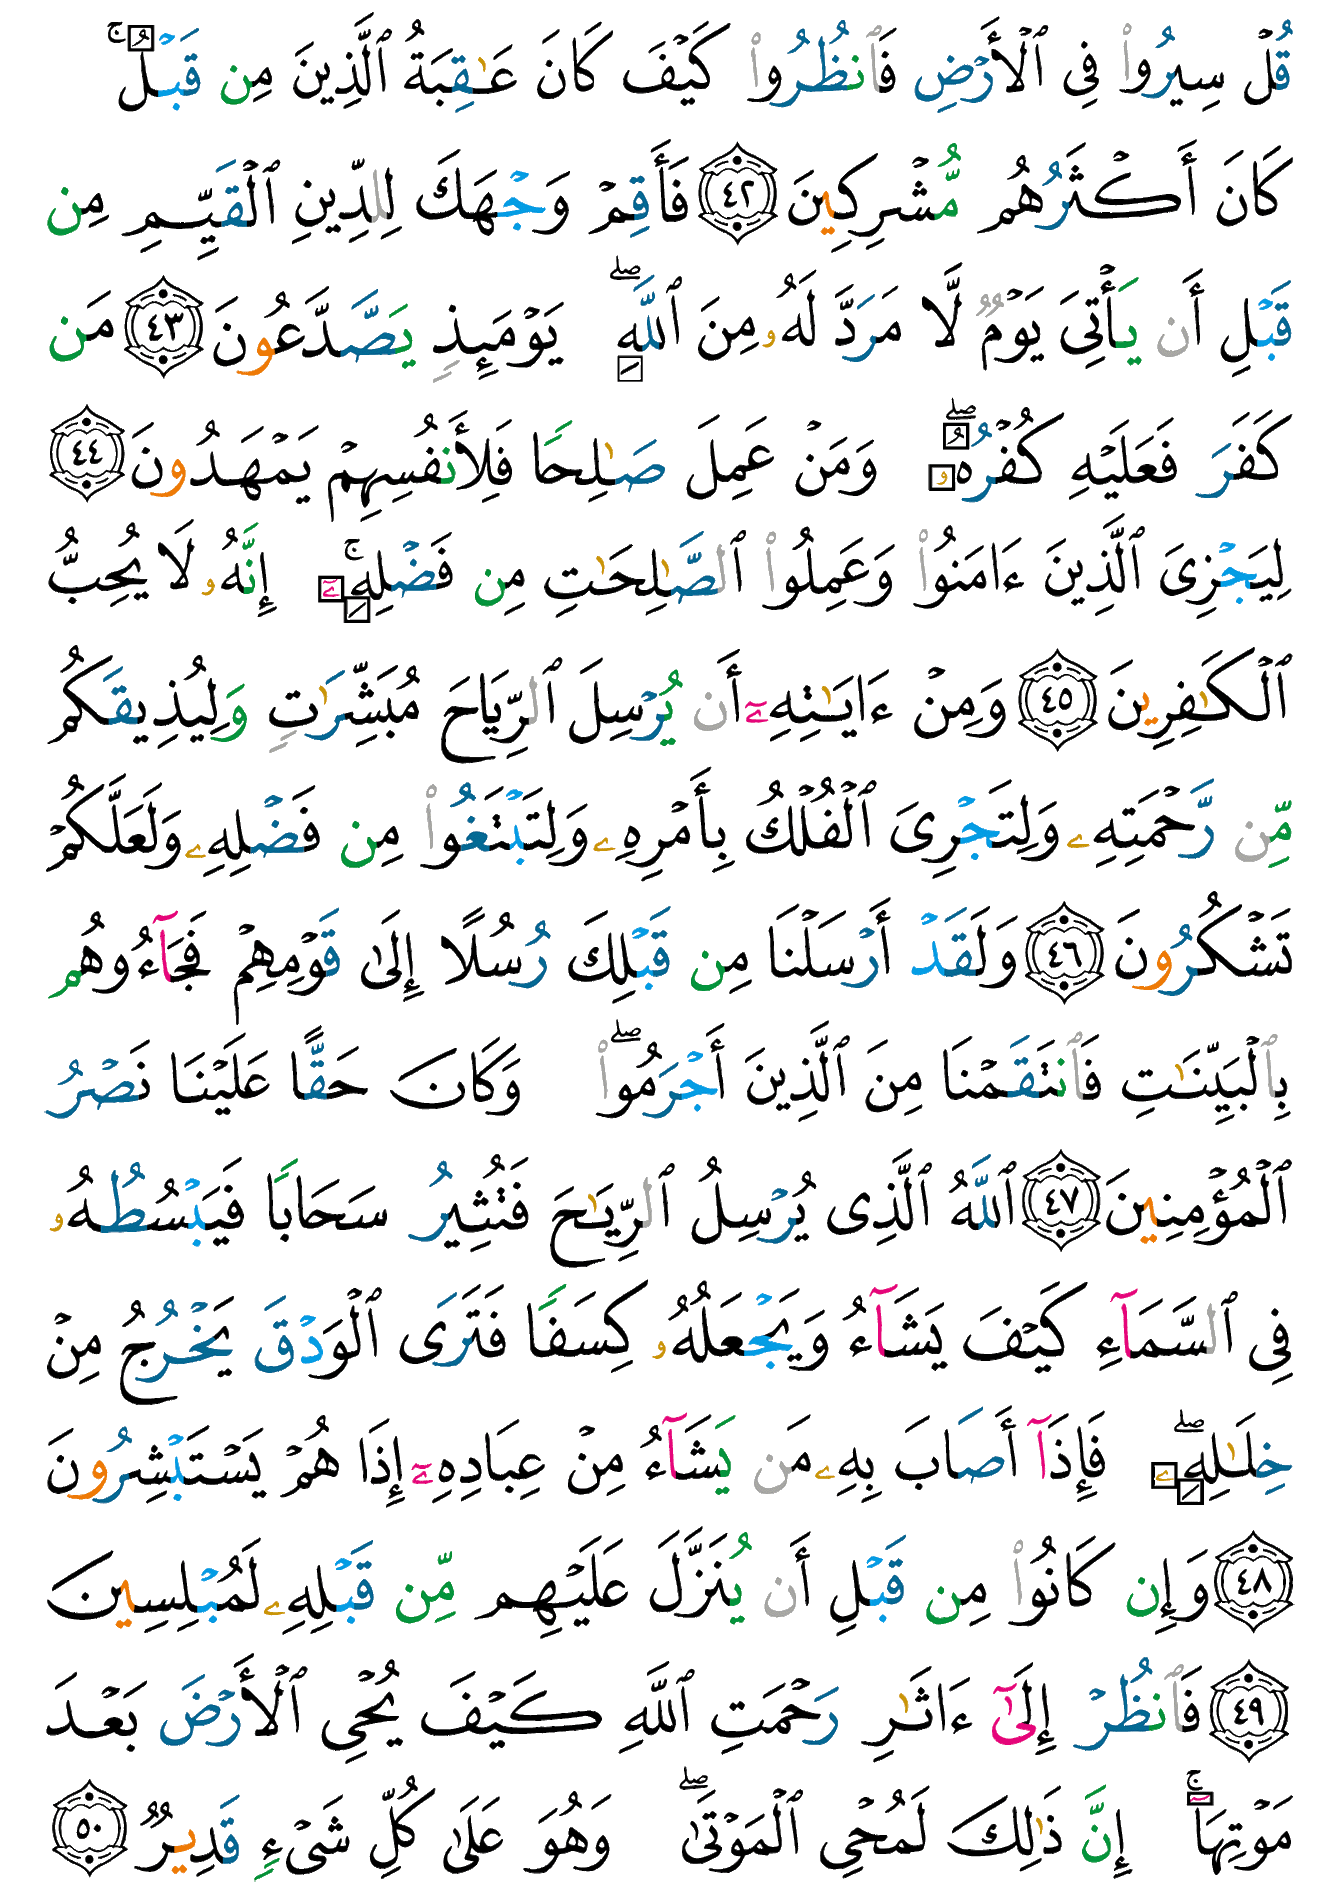 قُلۡ سِيرُواْ فِي ٱلۡأَرۡضِ فَٱنظُرُواْ كَيۡفَ كَانَ عَٰقِبَةُ ٱلَّذِينَ مِن قَبۡلُۚ
كَانَ أَكۡثَرُهُم مُّشۡرِكِينَ ٤٢ فَأَقِمۡ وَجۡهَكَ لِلدِّينِ ٱلۡقَيِّمِ مِن
قَبۡلِ أَن يَأۡتِيَ يَوۡمٞ لَّا مَرَدَّ لَهُۥ مِنَ ٱللَّهِۖ يَوۡمَئِذٖ يَصَّدَّعُونَ ٤٣ مَن
كَفَرَ فَعَلَيۡهِ كُفۡرُهُۥۖ وَمَنۡ عَمِلَ صَٰلِحٗا فَلِأَنفُسِهِمۡ يَمۡهَدُونَ ٤٤
لِيَجۡزِيَ ٱلَّذِينَ ءَامَنُواْ وَعَمِلُواْ ٱلصَّٰلِحَٰتِ مِن فَضۡلِهِۦٓۚ إِنَّهُۥ لَا يُحِبُّ
ٱلۡكَٰفِرِينَ ٤٥ وَمِنۡ ءَايَٰتِهِۦٓ أَن يُرۡسِلَ ٱلرِّيَاحَ مُبَشِّرَٰتٖ وَلِيُذِيقَكُم
مِّن رَّحۡمَتِهِۦ وَلِتَجۡرِيَ ٱلۡفُلۡكُ بِأَمۡرِهِۦ وَلِتَبۡتَغُواْ مِن فَضۡلِهِۦ وَلَعَلَّكُمۡ
تَشۡكُرُونَ ٤٦ وَلَقَدۡ أَرۡسَلۡنَا مِن قَبۡلِكَ رُسُلًا إِلَىٰ قَوۡمِهِمۡ فَجَآءُوهُم
بِٱلۡبَيِّنَٰتِ فَٱنتَقَمۡنَا مِنَ ٱلَّذِينَ أَجۡرَمُواْۖ وَكَانَ حَقًّا عَلَيۡنَا نَصۡرُ
ٱلۡمُؤۡمِنِينَ ٤٧ ٱللَّهُ ٱلَّذِي يُرۡسِلُ ٱلرِّيَٰحَ فَتُثِيرُ سَحَابٗا فَيَبۡسُطُهُۥ
فِي ٱلسَّمَآءِ كَيۡفَ يَشَآءُ وَيَجۡعَلُهُۥ كِسَفٗا فَتَرَى ٱلۡوَدۡقَ يَخۡرُجُ مِنۡ
خِلَٰلِهِۦۖ فَإِذَآ أَصَابَ بِهِۦ مَن يَشَآءُ مِنۡ عِبَادِهِۦٓ إِذَا هُمۡ يَسۡتَبۡشِرُونَ
٤٨ وَإِن كَانُواْ مِن قَبۡلِ أَن يُنَزَّلَ عَلَيۡهِم مِّن قَبۡلِهِۦ لَمُبۡلِسِينَ
٤٩ فَٱنظُرۡ إِلَىٰٓ ءَاثَٰرِ رَحۡمَتِ ٱللَّهِ كَيۡفَ يُحۡيِ ٱلۡأَرۡضَ بَعۡدَ
مَوۡتِهَآۚ إِنَّ ذَٰلِكَ لَمُحۡيِ ٱلۡمَوۡتَىٰۖ وَهُوَ عَلَىٰ كُلِّ شَيۡءٖ قَدِيرٞ ٥٠